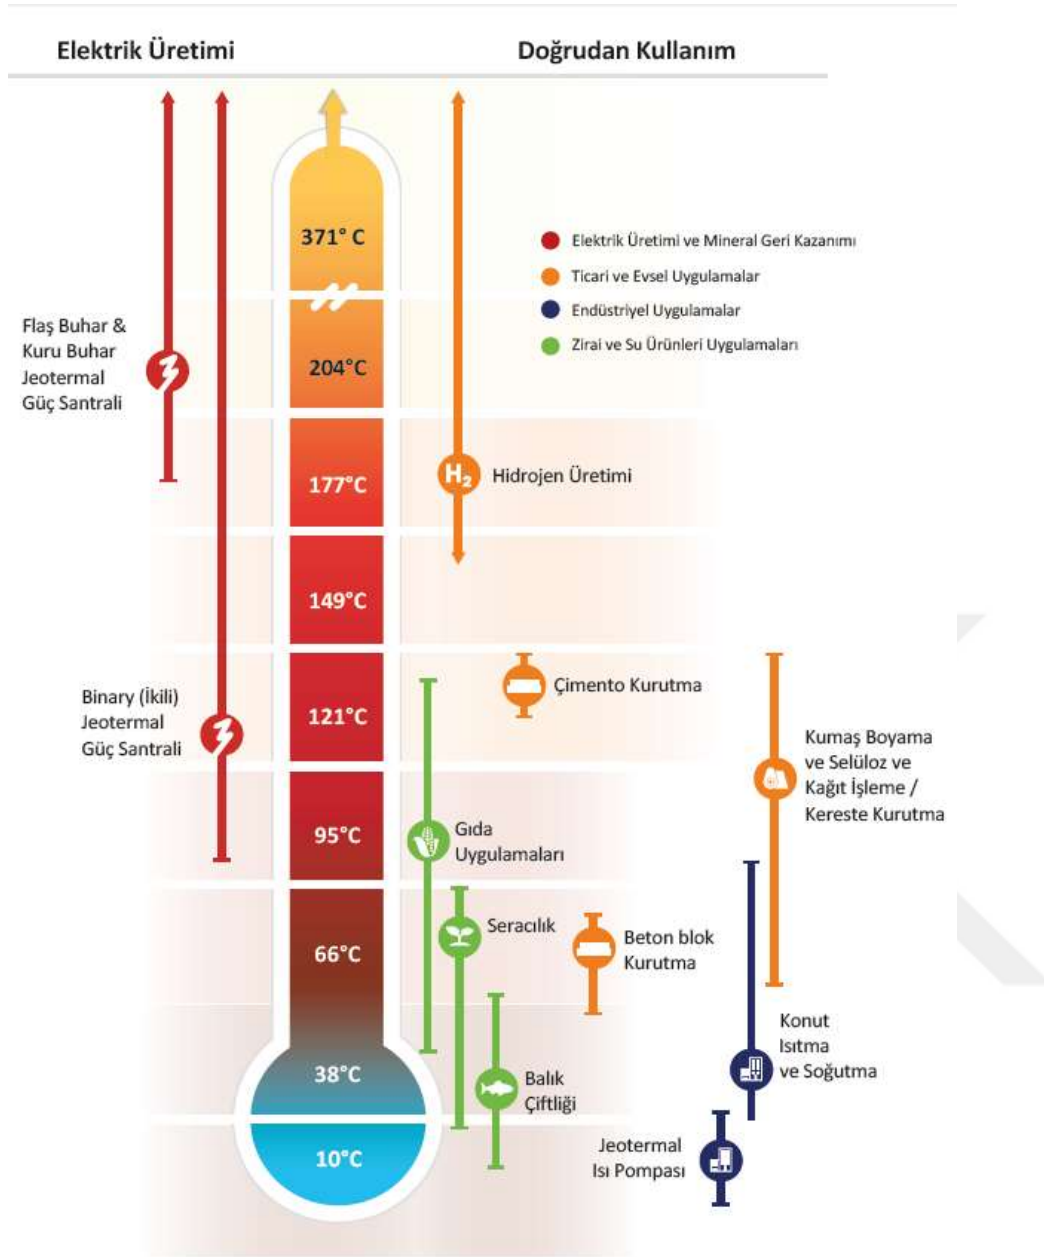 Elektrik Üretimi
Doğrudan Kullanım
371° C
204°C
177°C
149°C
121°C
95°C
66°C
38°C
10°C
Elektrik Üretimi ve Mineral Geri Kazanımı
Ticari ve Evsel Uygulamalar
Endüstriyel Uygulamalar
Zirai ve Su Ürünleri Uygulamaları
Flaş Buhar &
Kuru Buhar
Jeotermal
Güç Santrali
H₂
Hidrojen Üretimi
Binary (İkili)
Jeotermal
Güç Santrali
Çimento Kurutma
Kumaş Boyama
ve Selüloz ve
Kağıt İşleme /
Kereste Kurutma
Gıda
Uygulamaları
Seracılık
Beton blok
Kurutma
Konut
Isıtma
ve Soğutma
Balık
Çiftliği
Jeotermal
Isı Pompası